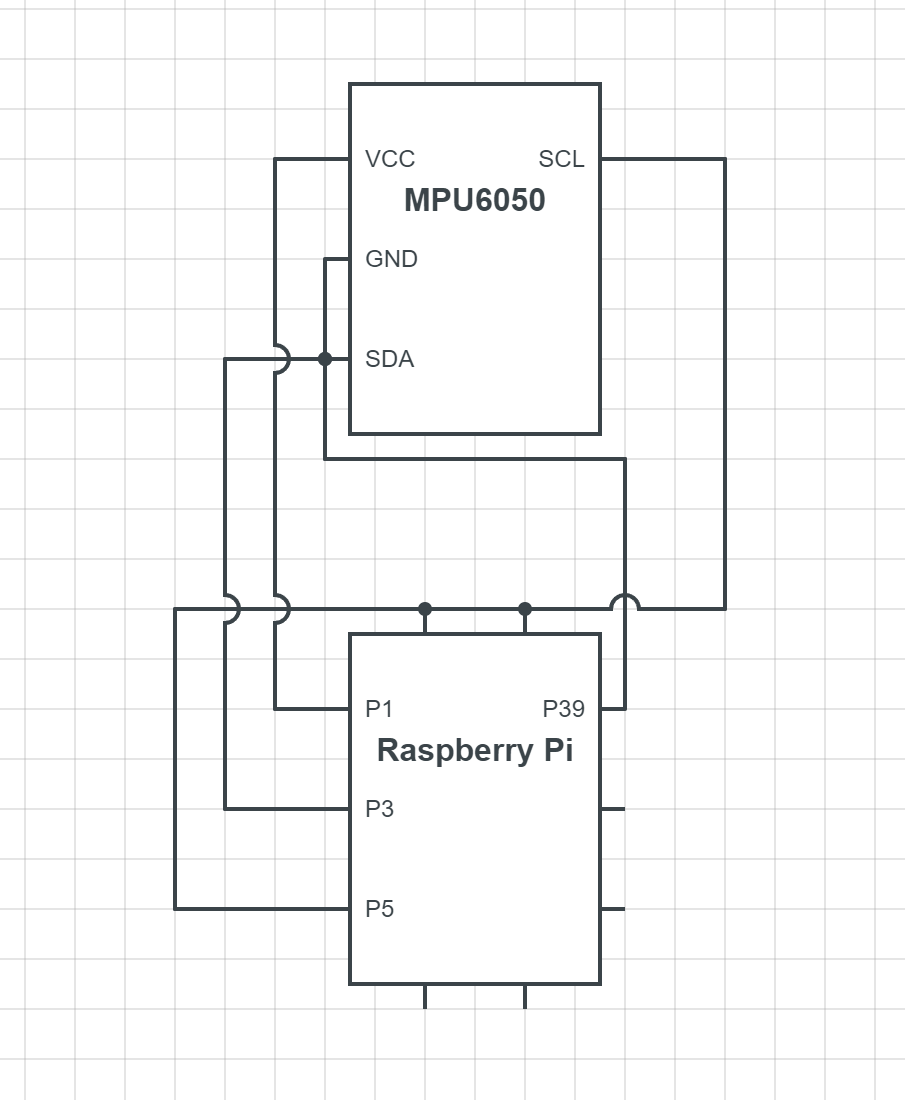 VCC SCL
MPU6050
GND
SDA
P1 P39
Raspberry Pi
P3
P5